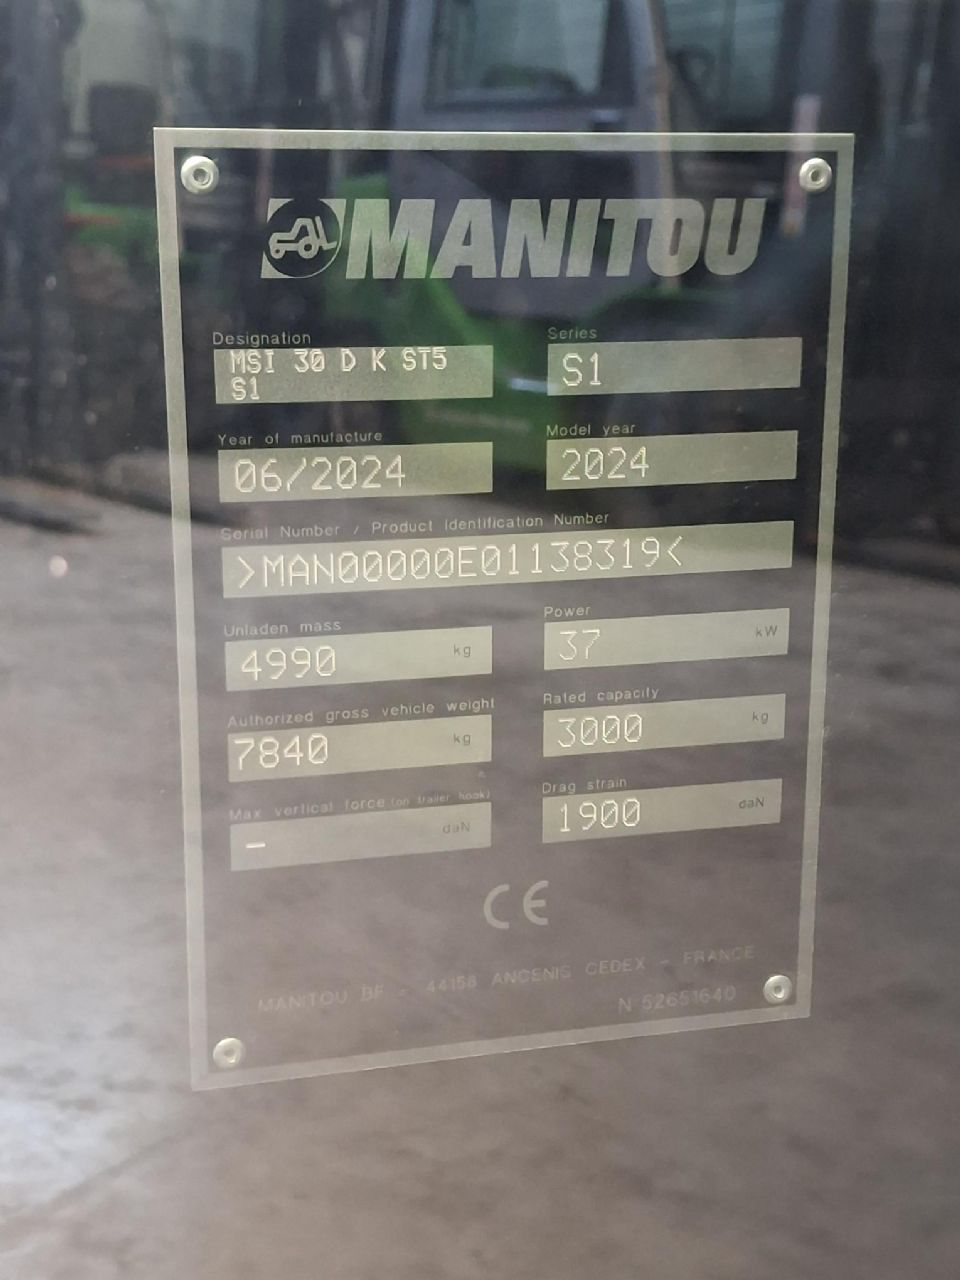 MANITOU
Designation
MSI 30 D K ST5
S1
Series
S1
Year of manufacture
06/2024
Model year
2024
Serial Number / Product Identification Number
>MAN00000E01138319<
Unladen mass
4990 kg
Power
37 kW
Authorized gross vehicle weight
7840 kg
Rated capacity
3000 kg
Max vertical force (on trailer hook)
– daN
Drag strain
1900 daN
CE
MANITOU BF - 44158 ANCENIS CEDEX - FRANCE
N 52651640